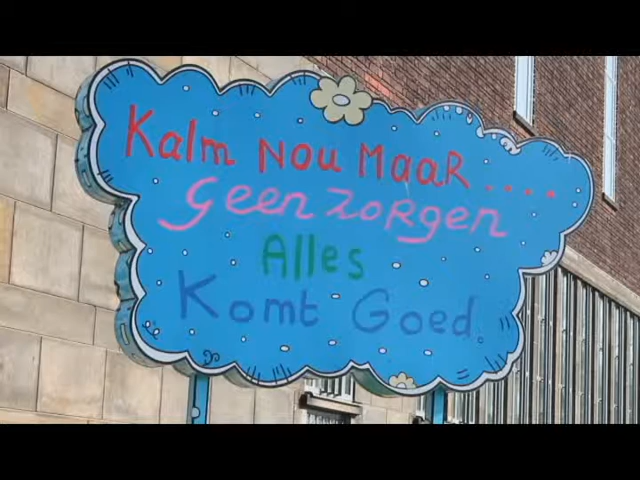 Kalm Nou Maar.....
Geen zorgen
Alles
Komt Goed.